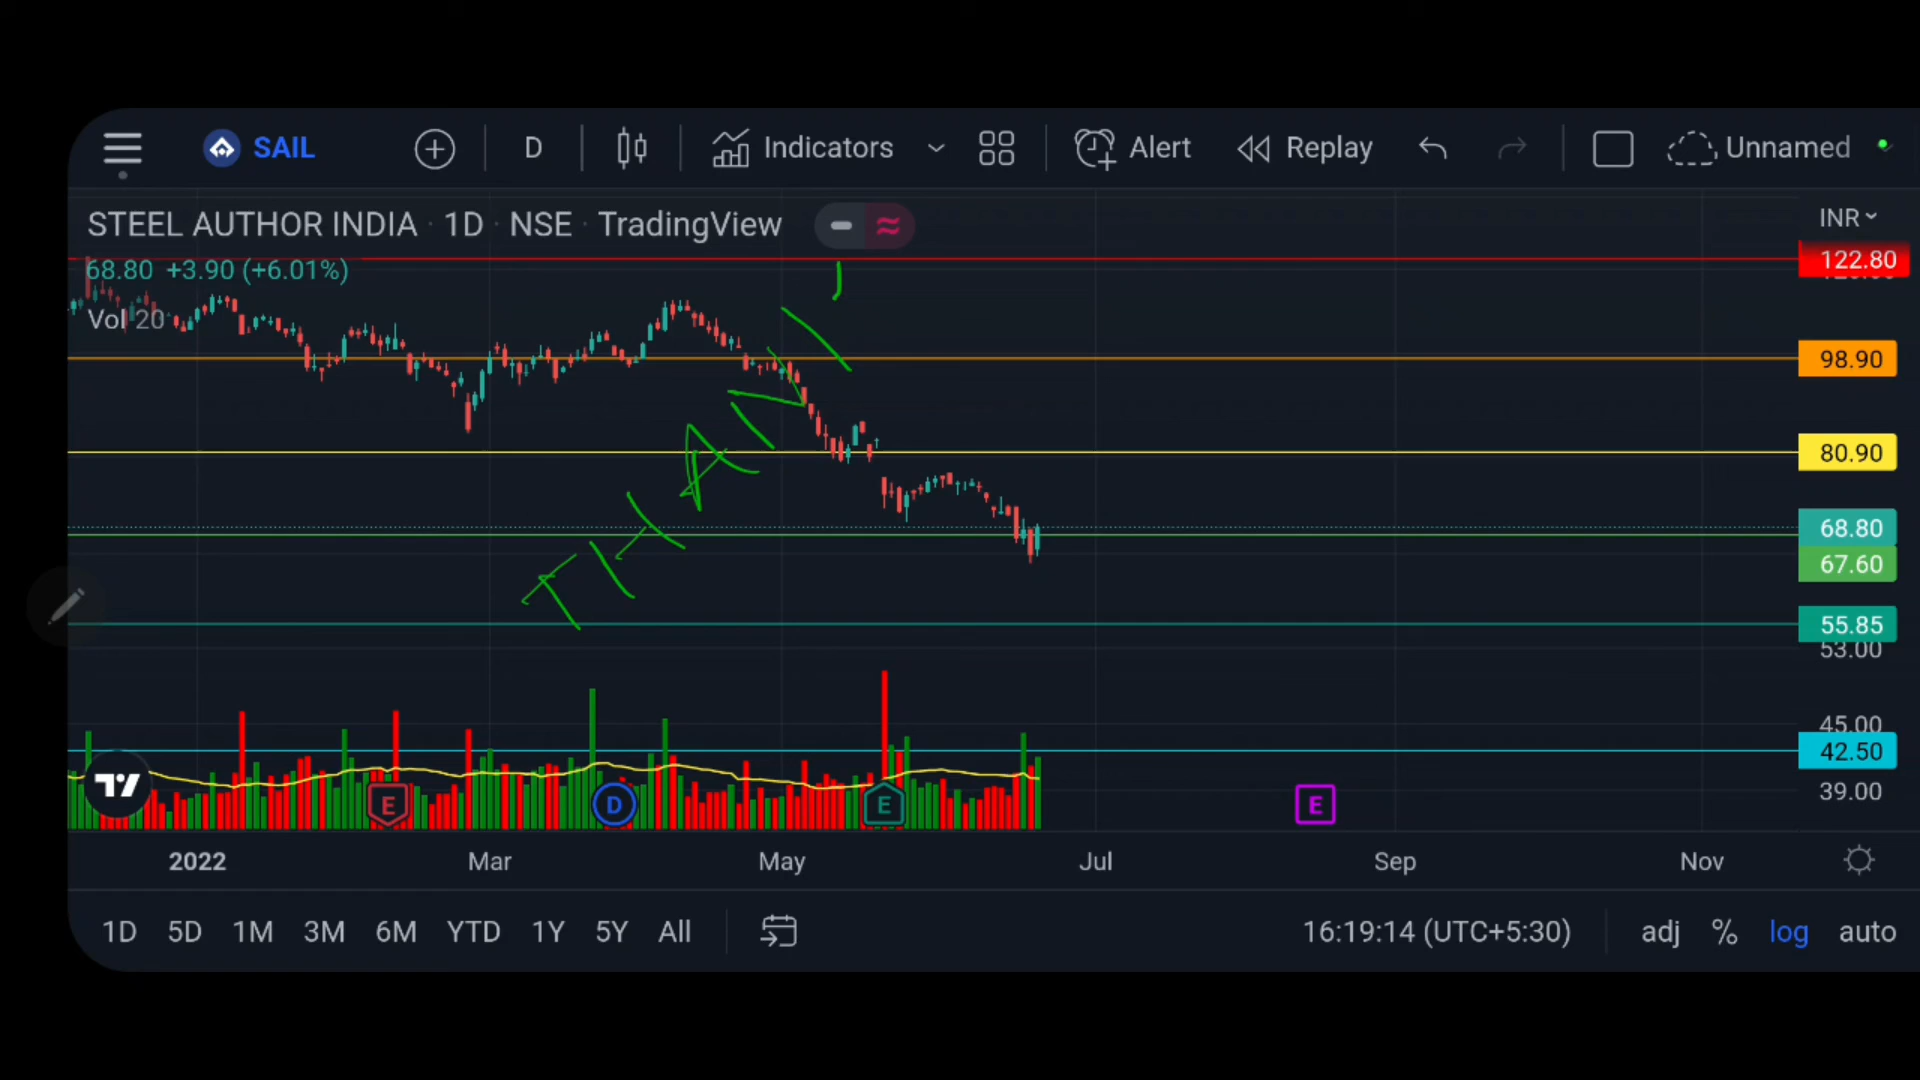 SAIL D Indicators Alert Replay Unnamed
STEEL AUTHOR INDIA · 1D · NSE · TradingView
INR
68.80 +3.90 (+6.01%)
122.80
Vol 20
98.90
THAN
80.90
68.80
67.60
55.85
53.00
45.00
42.50
39.00
E D E E
2022 Mar May Jul Sep Nov
1D 5D 1M 3M 6M YTD 1Y 5Y All 16:19:14 (UTC+5:30) adj % log auto